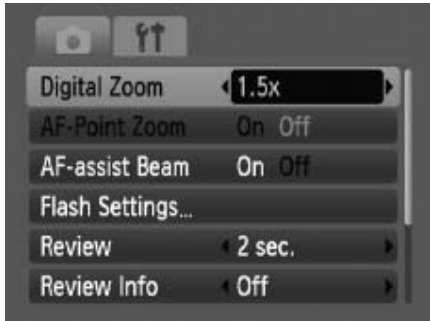 Digital Zoom 1.5x
AF-Point Zoom On Off
AF-assist Beam On Off
Flash Settings...
Review 2 sec.
Review Info Off